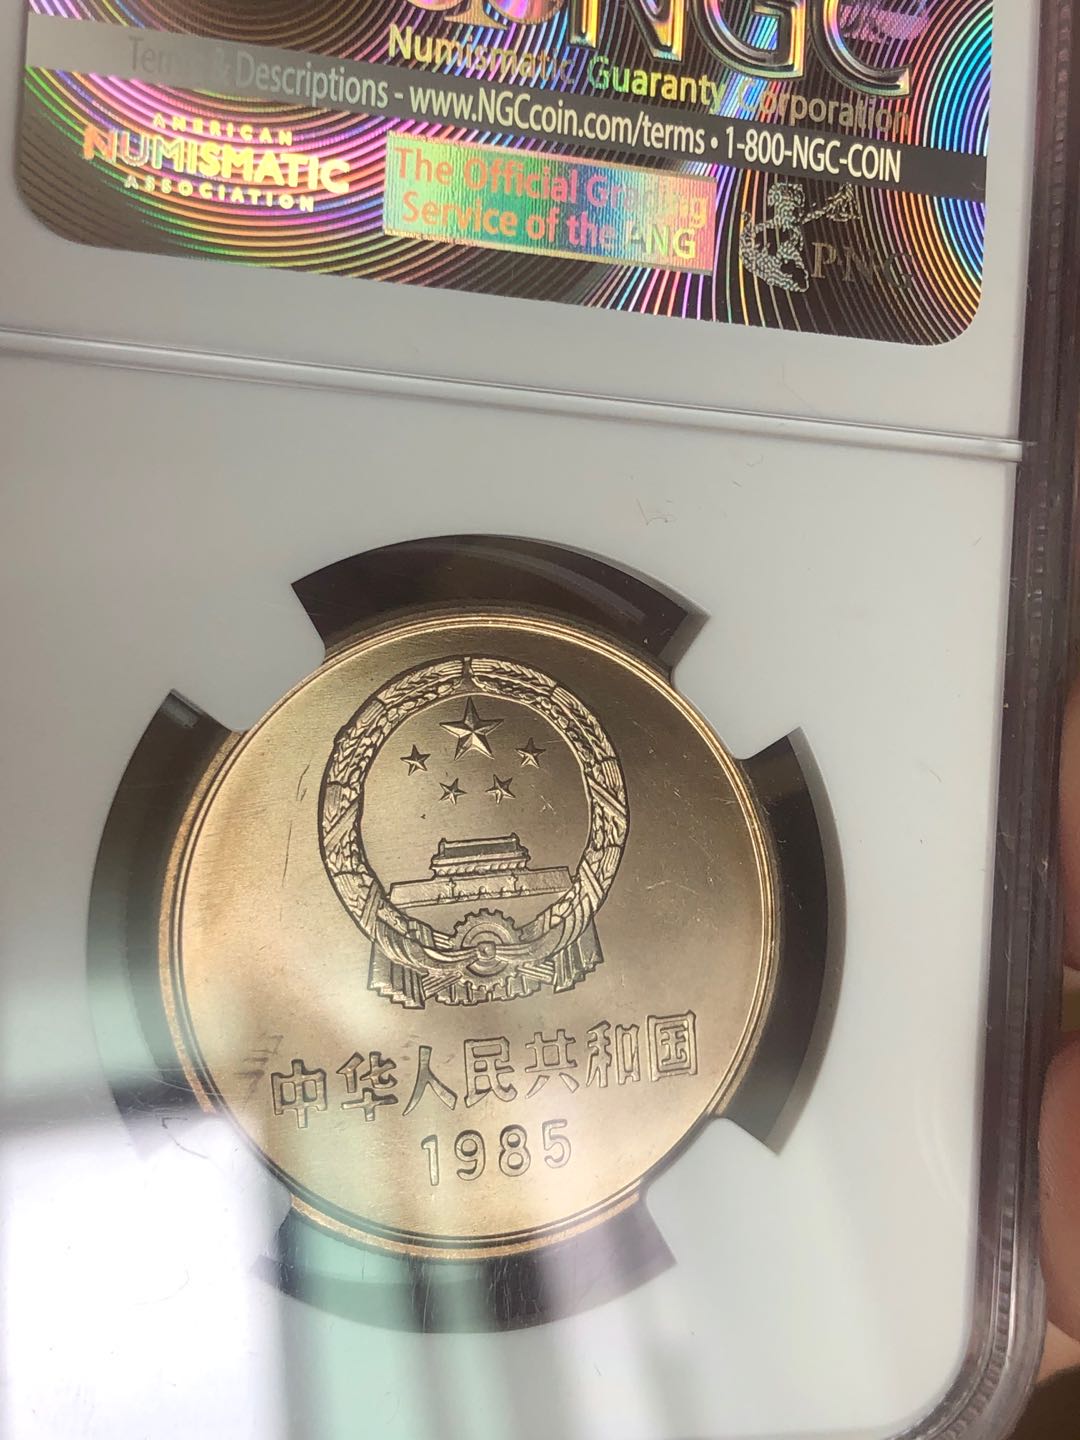 NGC
Numismatic Guaranty Corporation
Terms & Descriptions - www.NGCcoin.com/terms • 1-800-NGC-COIN
AMERICAN
NUMISMATIC
ASSOCIATION
The Official Grading
Service of the PNG
PNG
中华人民共和国
1985